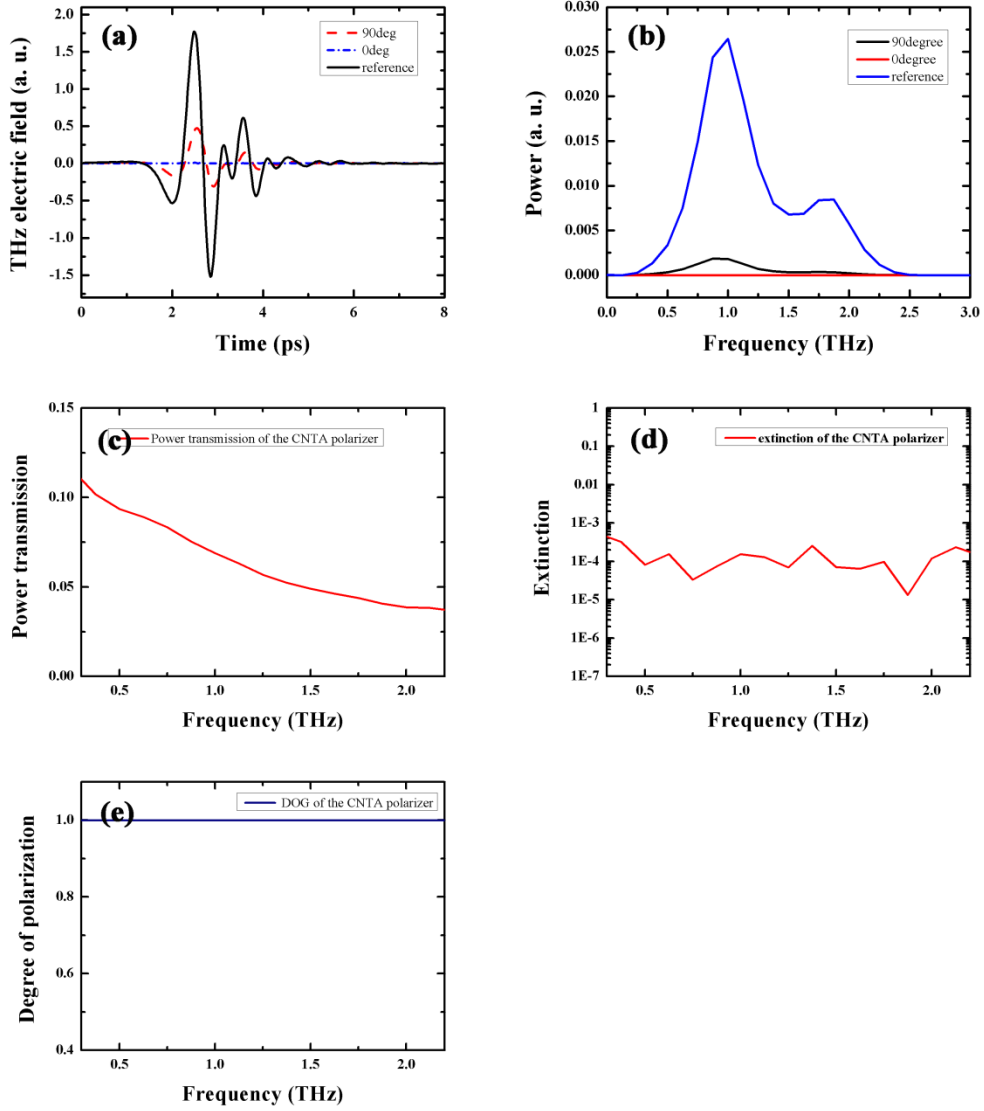 (a)
90deg
0deg
reference
2.0
1.5
1.0
0.5
0.0
-0.5
-1.0
-1.5
0
2
4
6
8
THz electric field (a. u.)
Time (ps)
(b)
90degree
0degree
reference
0.030
0.025
0.020
0.015
0.010
0.005
0.000
0.0
0.5
1.0
1.5
2.0
2.5
3.0
Power (a. u.)
Frequency (THz)
(c)
Power transmission of the CNTA polarizer
0.15
0.10
0.05
0.00
0.5
1.0
1.5
2.0
Power transmission
Frequency (THz)
(d)
extinction of the CNTA polarizer
1
0.1
0.01
1E-3
1E-4
1E-5
1E-6
1E-7
0.5
1.0
1.5
2.0
Extinction
Frequency (THz)
(e)
DOG of the CNTA polarizer
1.0
0.8
0.6
0.4
0.5
1.0
1.5
2.0
Degree of polarization
Frequency (THz)